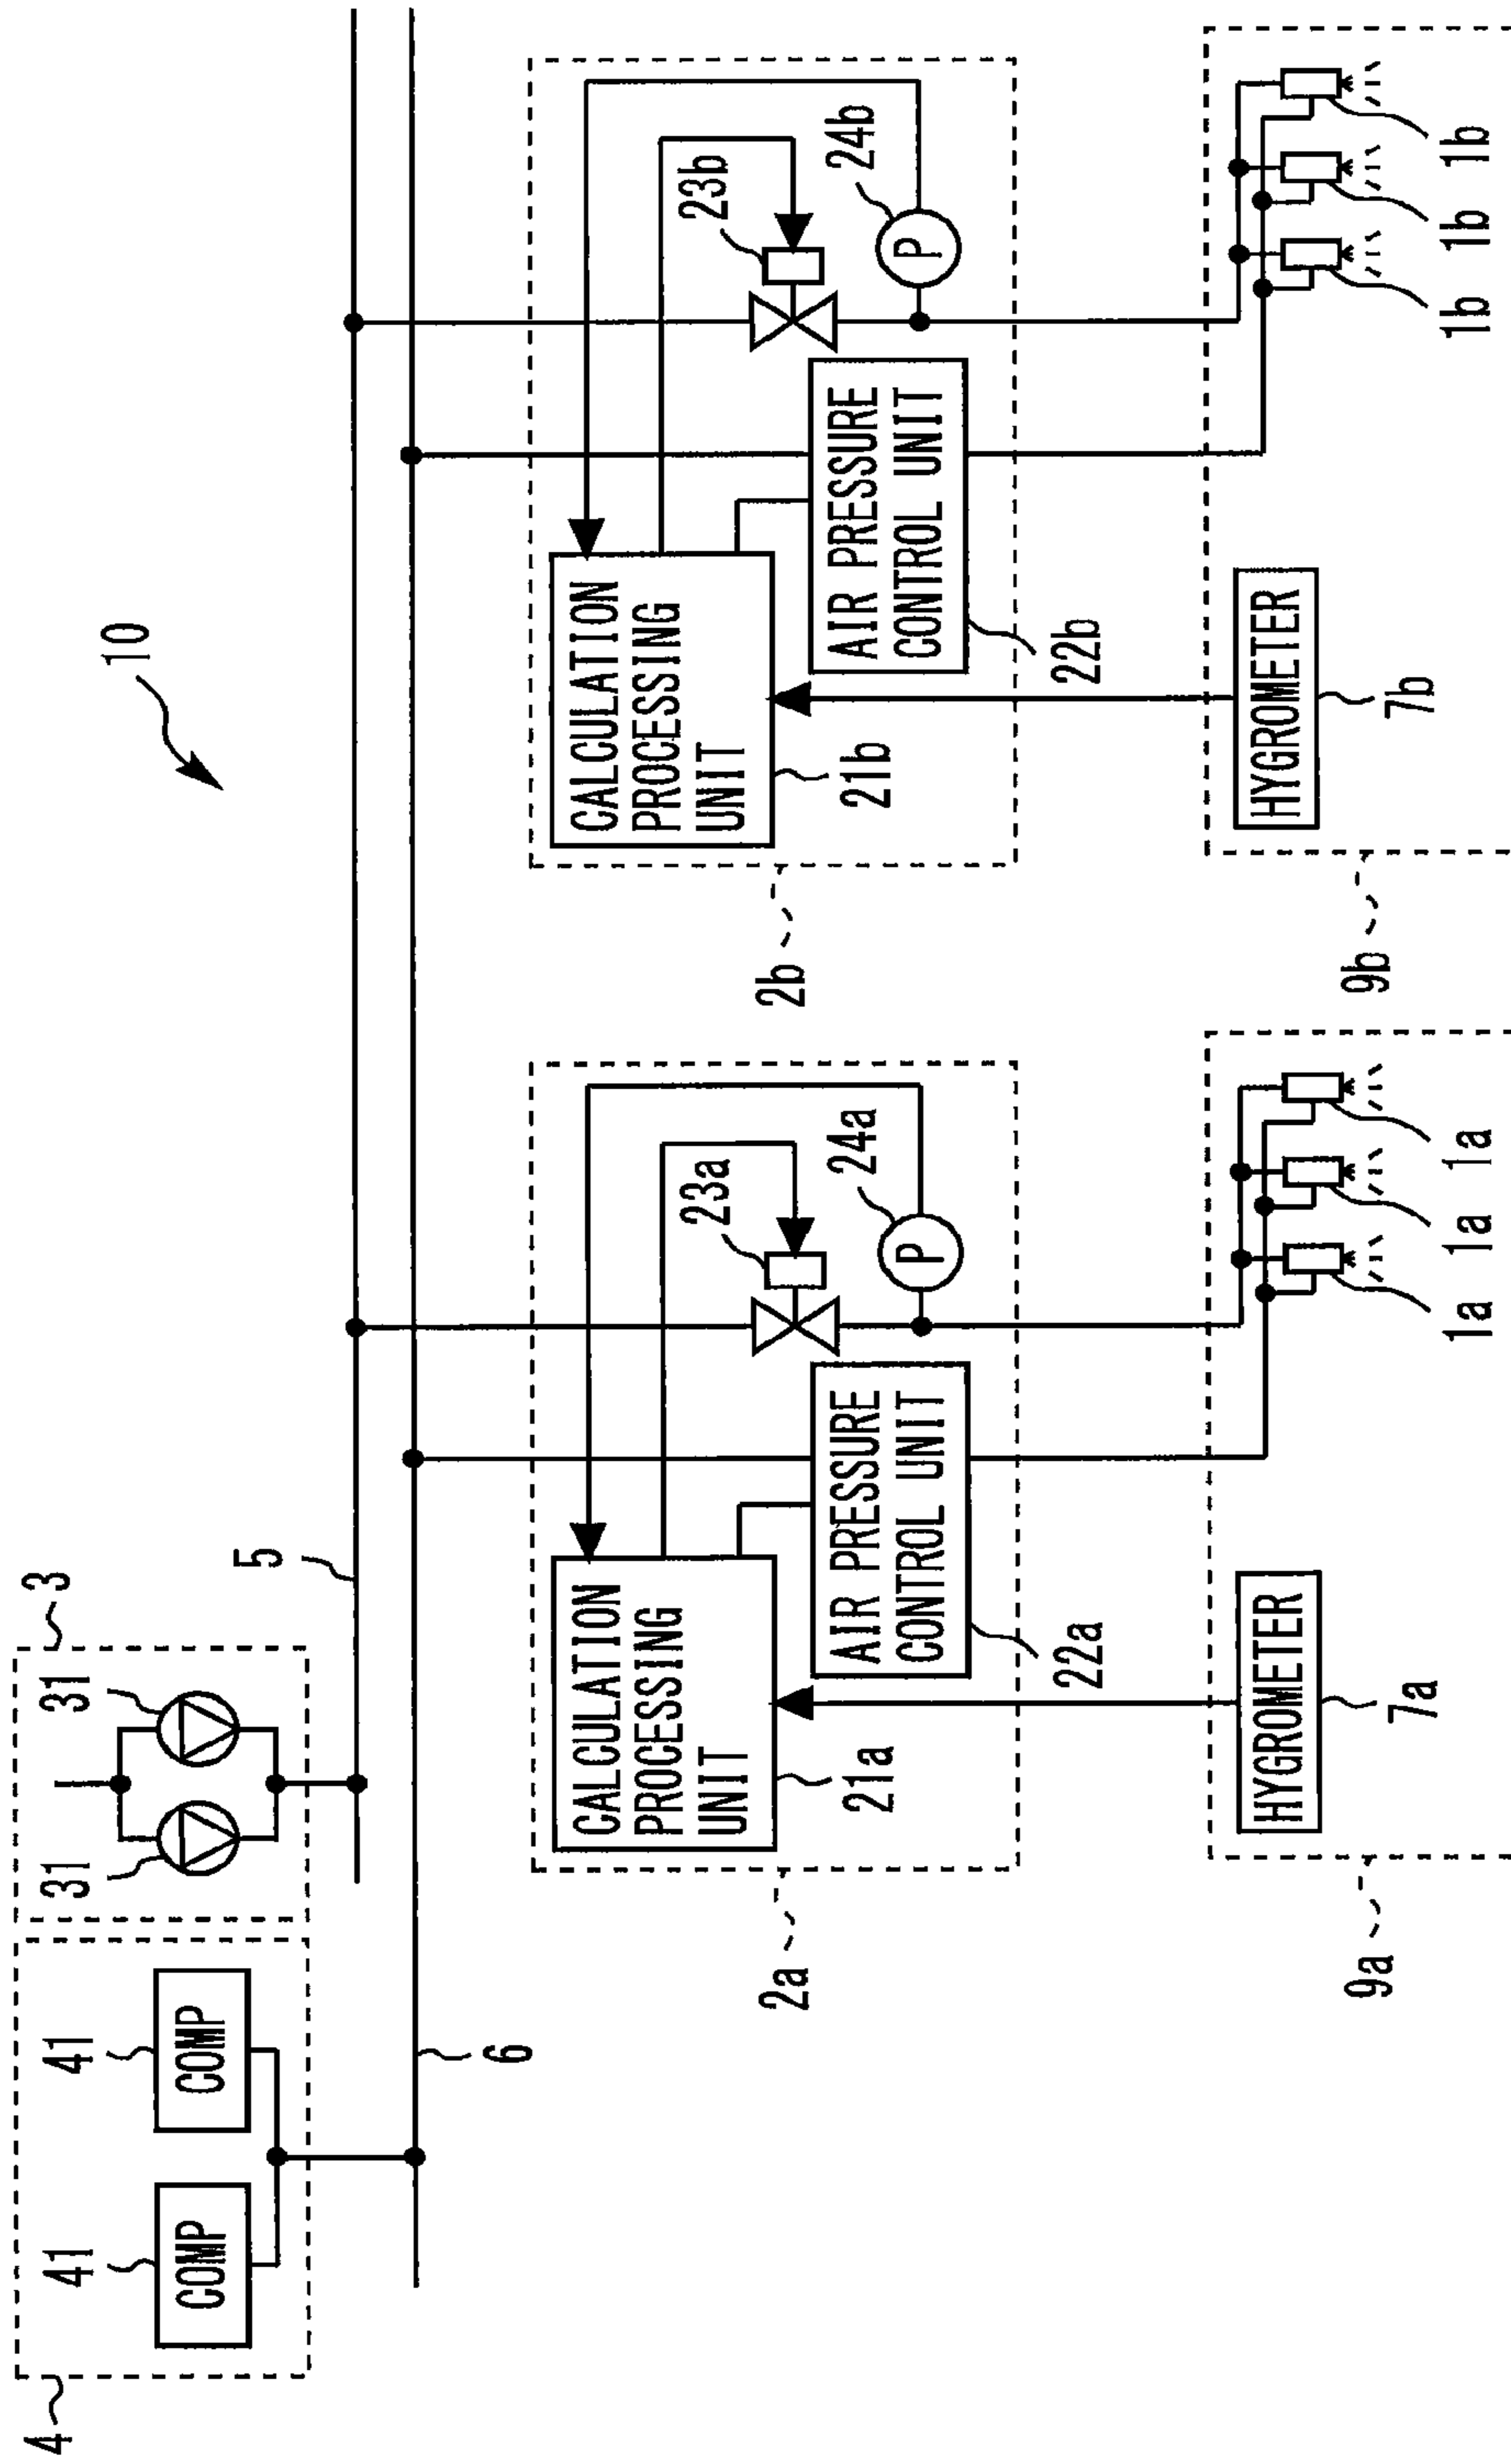 10
4
41
COMP
41
COMP
3
31
31
5
6
2a
CALCULATION
PROCESSING
UNIT
21a
AIR PRESSURE
CONTROL UNIT
22a
23a
24a
P
2b
CALCULATION
PROCESSING
UNIT
21b
AIR PRESSURE
CONTROL UNIT
22b
23b
24b
P
9a
HYGROMETER
7a
1a
1a
1a
9b
HYGROMETER
7b
1b
1b
1b